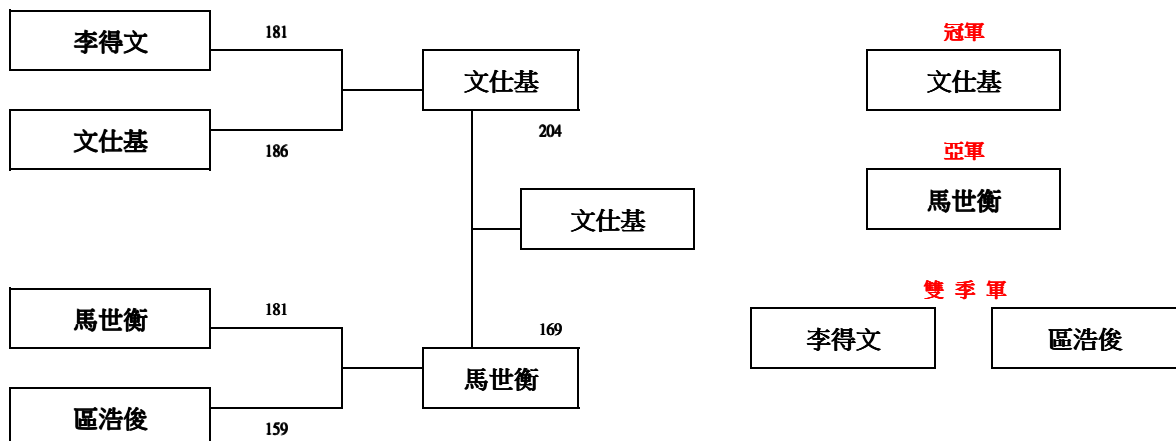 李得文
181
文仕基
冠軍
文仕基
文仕基
186
204
亞軍
馬世衡
文仕基
馬世衡
181
169
雙 季 軍
李得文
區浩俊
馬世衡
區浩俊
159